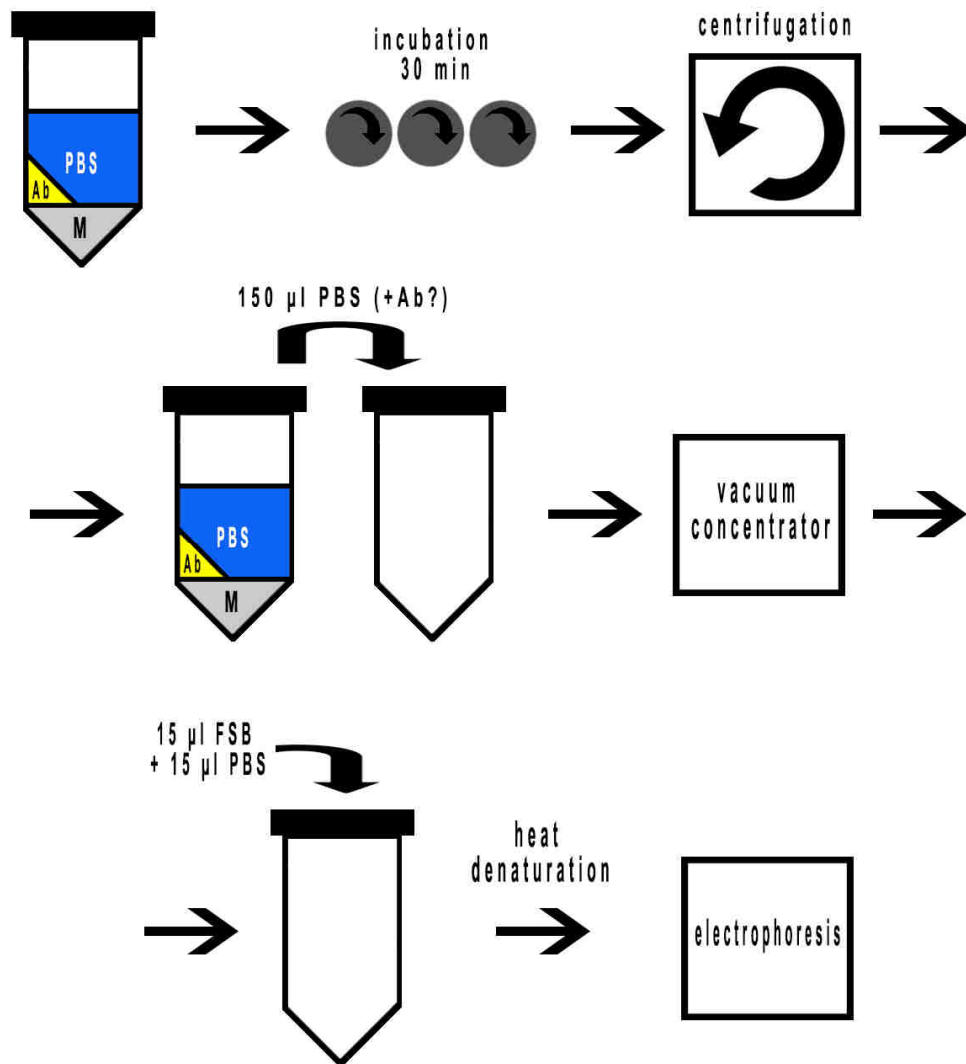 incubation
30 min
centrifugation
PBS
Ab
M
150 µl PBS (+Ab?)
PBS
Ab
M
vacuum
concentrator
15 µl FSB
+ 15 µl PBS
heat
denaturation
electrophoresis